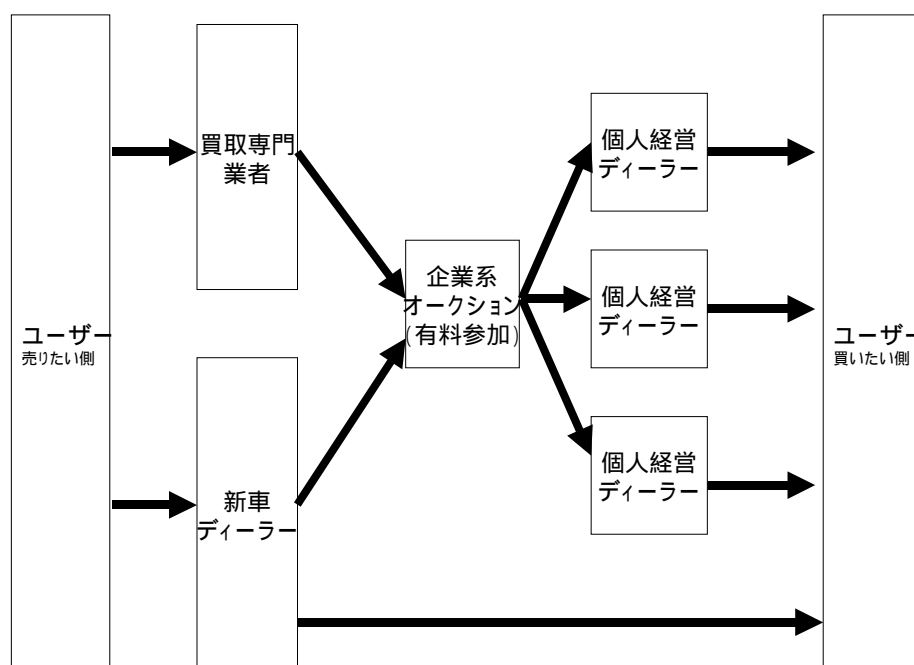 ユーザー
売りたい側
買取専門
業者
新車
ディーラー
企業系
オークション
(有料参加)
個人経営
ディーラー
個人経営
ディーラー
個人経営
ディーラー
ユーザー
買いたい側